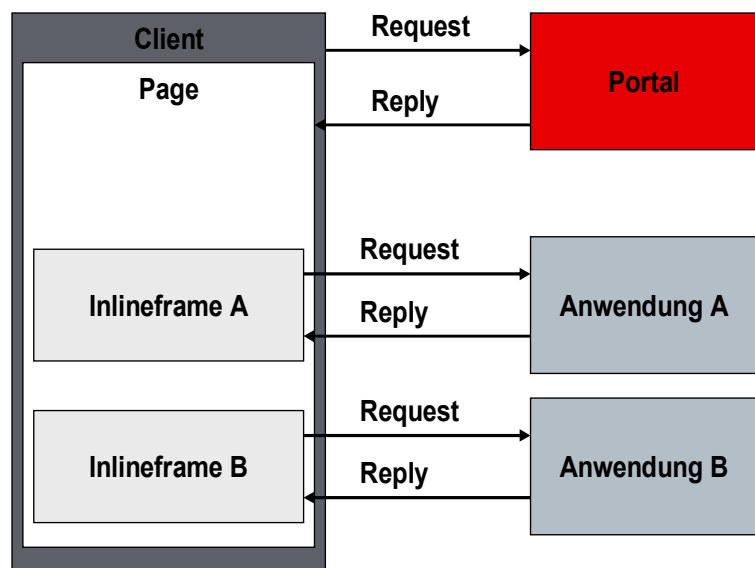 Client
Request
Portal
Page
Reply
Request
Inlineframe A
Anwendung A
Reply
Request
Inlineframe B
Anwendung B
Reply